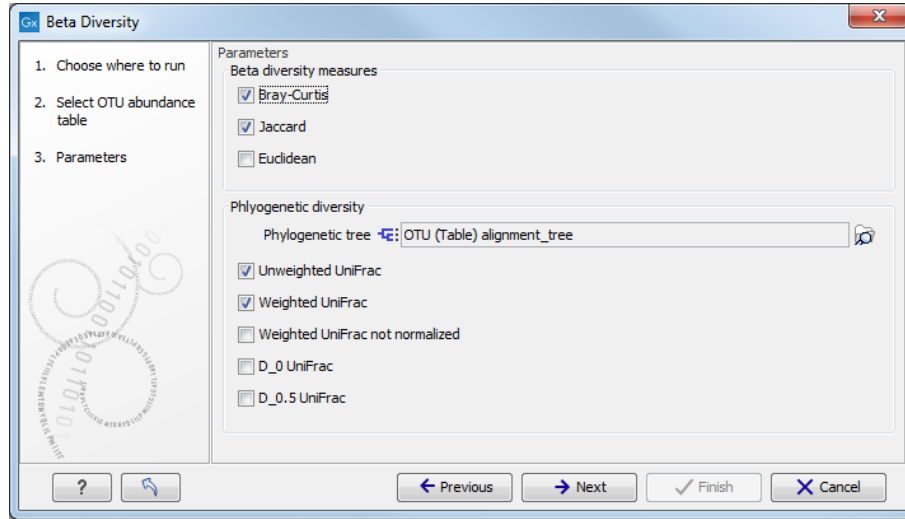 Gx Beta Diversity
X
1. Choose where to run
2. Select OTU abundance
table
3. Parameters
Parameters
Beta diversity measures
Bray-Curtis
Jaccard
Euclidean
Phlyogenetic diversity
Phylogenetic tree OTU (Table) alignment_tree
Unweighted UniFrac
Weighted UniFrac
Weighted UniFrac not normalized
D_0 UniFrac
D_0.5 UniFrac
? Previous Next Finish Cancel